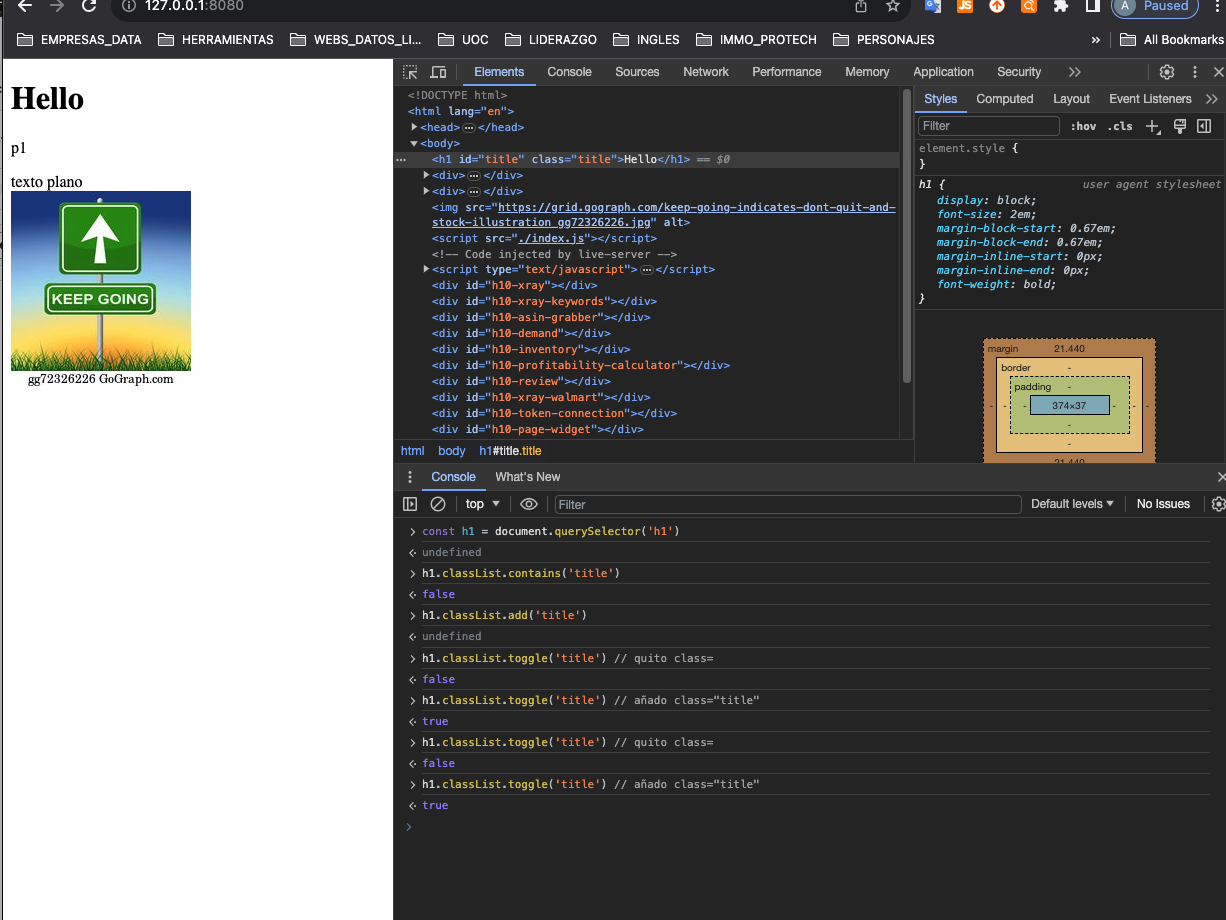 127.0.0.1:8080
A Paused
EMPRESAS_DATA HERRAMIENTAS WEBS_DATOS_LI... UOC LIDERAZGO INGLES IMMO_PROTECH PERSONAJES » All Bookmarks
Hello
p1
texto plano
KEEP GOING
gg72326226 GoGraph.com
Elements Console Sources Network Performance Memory Application Security
<!DOCTYPE html>
<html lang="en">
<head> ••• </head>
<body>
••• <h1 id="title" class="title">Hello</h1> == $0
<div> ••• </div>
<div> ••• </div>
<img src="https://grid.gograph.com/keep-going-indicates-dont-quit-and-
stock-illustration_gg72326226.jpg" alt>
<script src="./index.js"></script>
<!-- Code injected by live-server -->
<script type="text/javascript"> ••• </script>
<div id="h10-xray"></div>
<div id="h10-xray-keywords"></div>
<div id="h10-asin-grabber"></div>
<div id="h10-demand"></div>
<div id="h10-inventory"></div>
<div id="h10-profitability-calculator"></div>
<div id="h10-review"></div>
<div id="h10-xray-walmart"></div>
<div id="h10-token-connection"></div>
<div id="h10-page-widget"></div>
html body h1#title.title
Styles Computed Layout Event Listeners
Filter :hov .cls
element.style {
}
h1 { user agent stylesheet
display: block;
font-size: 2em;
margin-block-start: 0.67em;
margin-block-end: 0.67em;
margin-inline-start: 0px;
margin-inline-end: 0px;
font-weight: bold;
}
margin 21.440
border -
padding -
- - - 374×37 - - -
-
-
21.440
Console What's New
top Filter Default levels No Issues
const h1 = document.querySelector('h1')
undefined
h1.classList.contains('title')
false
h1.classList.add('title')
undefined
h1.classList.toggle('title') // quito class=
false
h1.classList.toggle('title') // añado class="title"
true
h1.classList.toggle('title') // quito class=
false
h1.classList.toggle('title') // añado class="title"
true